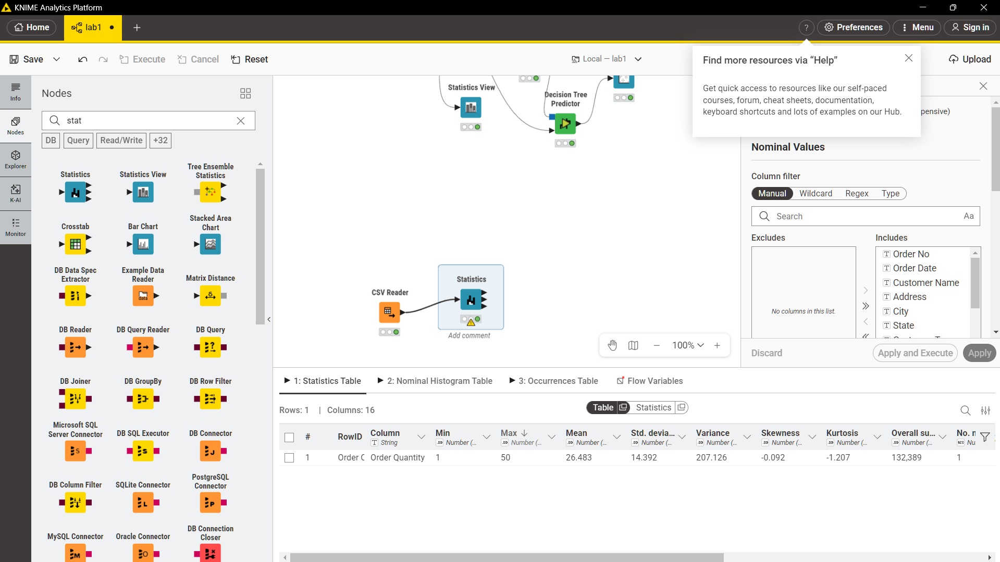 KNIME Analytics Platform
Home
lab1
?
Preferences
Menu
Sign in
Save
Execute
Cancel
Reset
Local — lab1
Upload
Find more resources via “Help”
Get quick access to resources like our self-paced
courses, forum, cheat sheets, documentation,
keyboard shortcuts and lots of examples on our Hub.
Info
Nodes
Explorer
K-AI
Monitor
Nodes
stat
DB
Query
Read/Write
+32
Statistics
Statistics View
Tree Ensemble
Statistics
Crosstab
Bar Chart
Stacked Area
Chart
DB Data Spec
Extractor
Example Data
Reader
data
Matrix Distance
DB Reader
DB Query Reader
DB Query
DB Joiner
DB GroupBy
DB Row Filter
Microsoft SQL
Server Connector
DB SQL Executor
DB Connector
DB Column Filter
SQLite Connector
PostgreSQL
Connector
MySQL Connector
Oracle Connector
DB Connection
Closer
Statistics View
Decision Tree
Predictor
CSV Reader
Statistics
Add comment
100%
pensive)
Nominal Values
Column filter
Manual
Wildcard
Regex
Type
Search
Aa
Excludes
Includes
No columns in this list.
T Order No
T Order Date
T Customer Name
T Address
T City
T State
Discard
Apply and Execute
Apply
1: Statistics Table
2: Nominal Histogram Table
3: Occurrences Table
Flow Variables
Rows: 1 | Columns: 16
Table
Statistics
# RowID Column Min Max Mean Std. devia... Variance Skewness Kurtosis Overall su... No. n
T String Number (... Number (... Number (... Number (... Number (... Number (... Number (... Number (... Nu
1 Order C Order Quantity 1 50 26.483 14.392 207.126 -0.092 -1.207 132,389 1